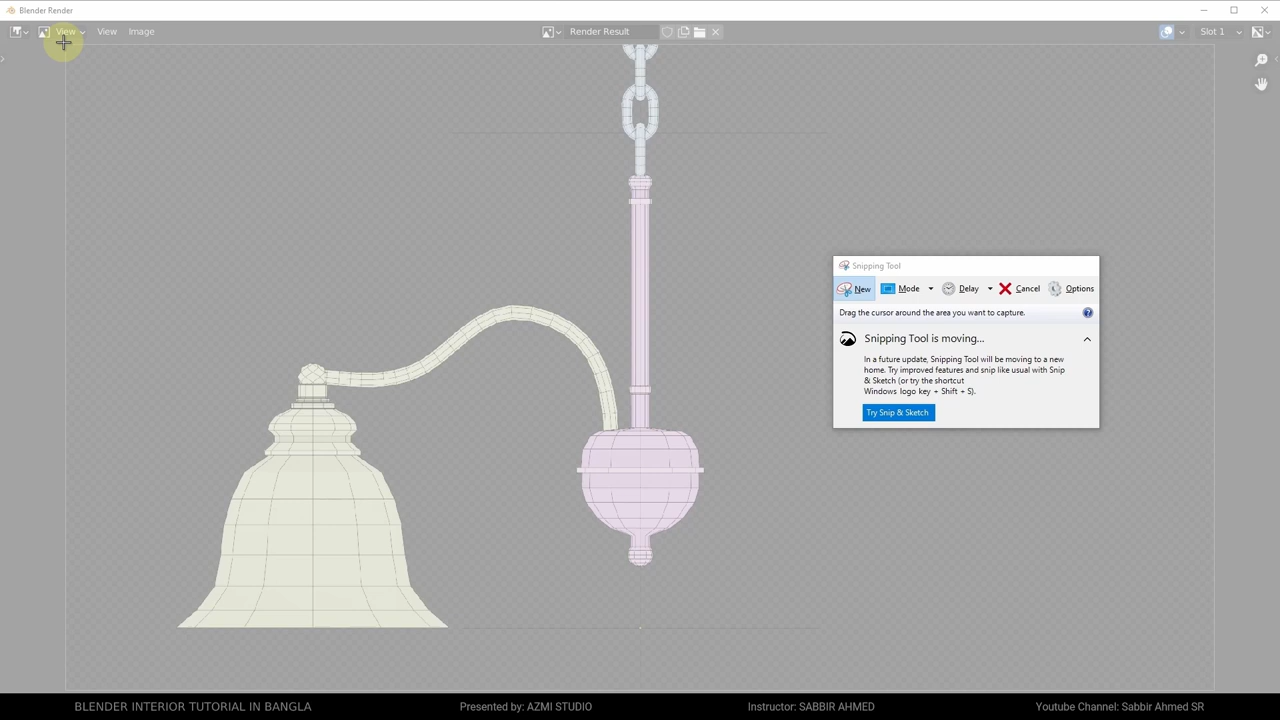 Blender Render
View View Image Render Result Slot 1
Snipping Tool
New Mode Delay Cancel Options
Drag the cursor around the area you want to capture.
Snipping Tool is moving...
In a future update, Snipping Tool will be moving to a new
home. Try improved features and snip like usual with Snip
& Sketch (or try the shortcut
Windows logo key + Shift + S).
Try Snip & Sketch
BLENDER INTERIOR TUTORIAL IN BANGLA Presented by: AZMI STUDIO Instructor: SABBIR AHMED Youtube Channel: Sabbir Ahmed SR